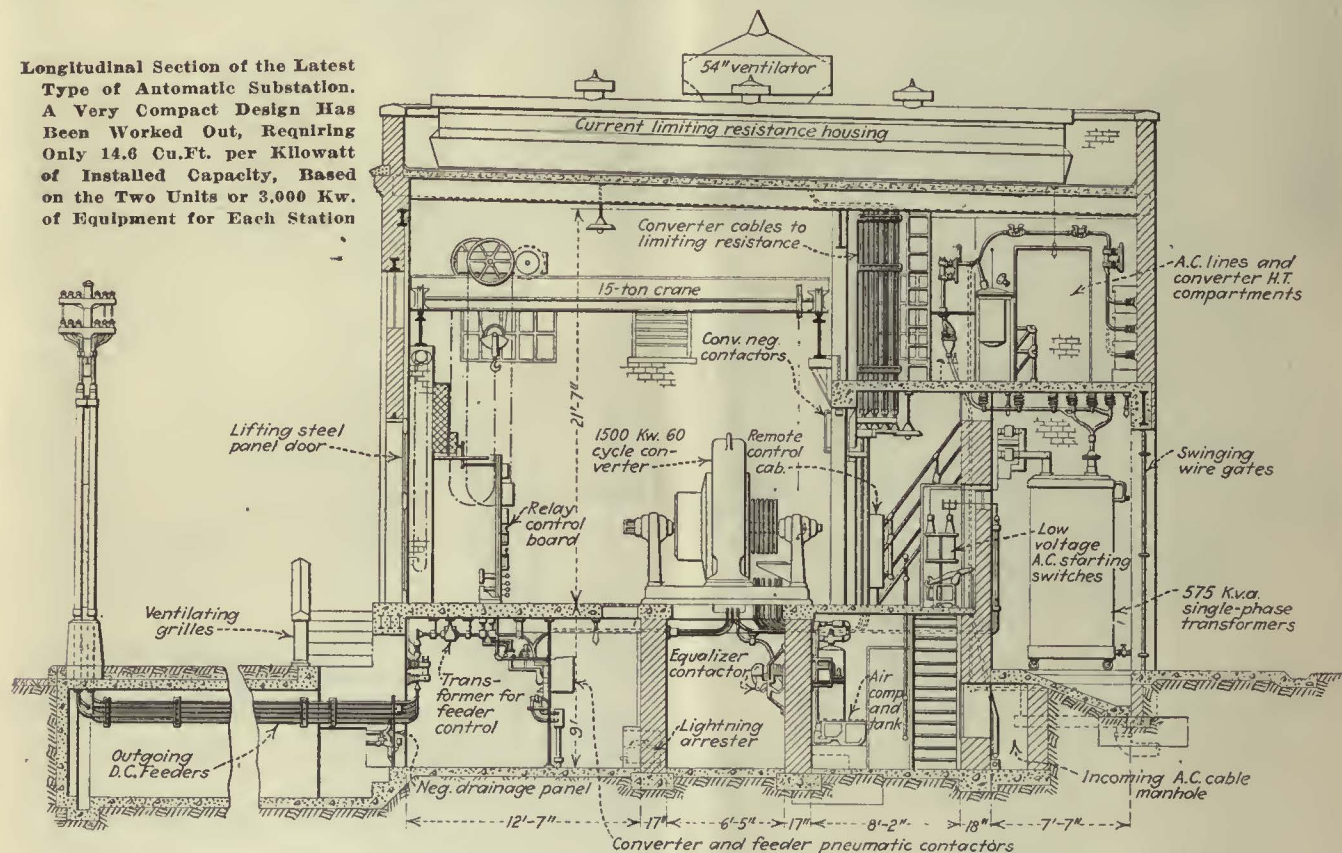 Longitudinal Section of the Latest
Type of Automatic Substation.
A Very Compact Design Has
Been Worked Out, Requiring
Only 14.6 Cu.Ft. per Kilowatt
of Installed Capacity, Based
on the Two Units or 3,000 Kw.
of Equipment for Each Station
54" ventilator
Current limiting resistance housing
Converter cables to
limiting resistance
A.C. lines and
converter H.T.
compartments
15-ton crane
Conv. neg.
contactors
21'-7"
Lifting steel
panel door
1500 Kw. 60
cycle con-
verter
Remote
control
cab.
Swinging
wire gates
Relay
control
board
Low
voltage
A.C. starting
switches
Ventilating
grilles
575 K.v.a.
single-phase
transformers
Equalizer
contactor
Trans-
former for
feeder
control
Air
comp.
and
tank
9'
Lightning
arrester
Outgoing
D.C. Feeders
Neg. drainage panel
Incoming A.C. cable
manhole
12'-7" 17" 6'-5" 17" 8'-2" 18" 7'-7"
Converter and feeder pneumatic contactors